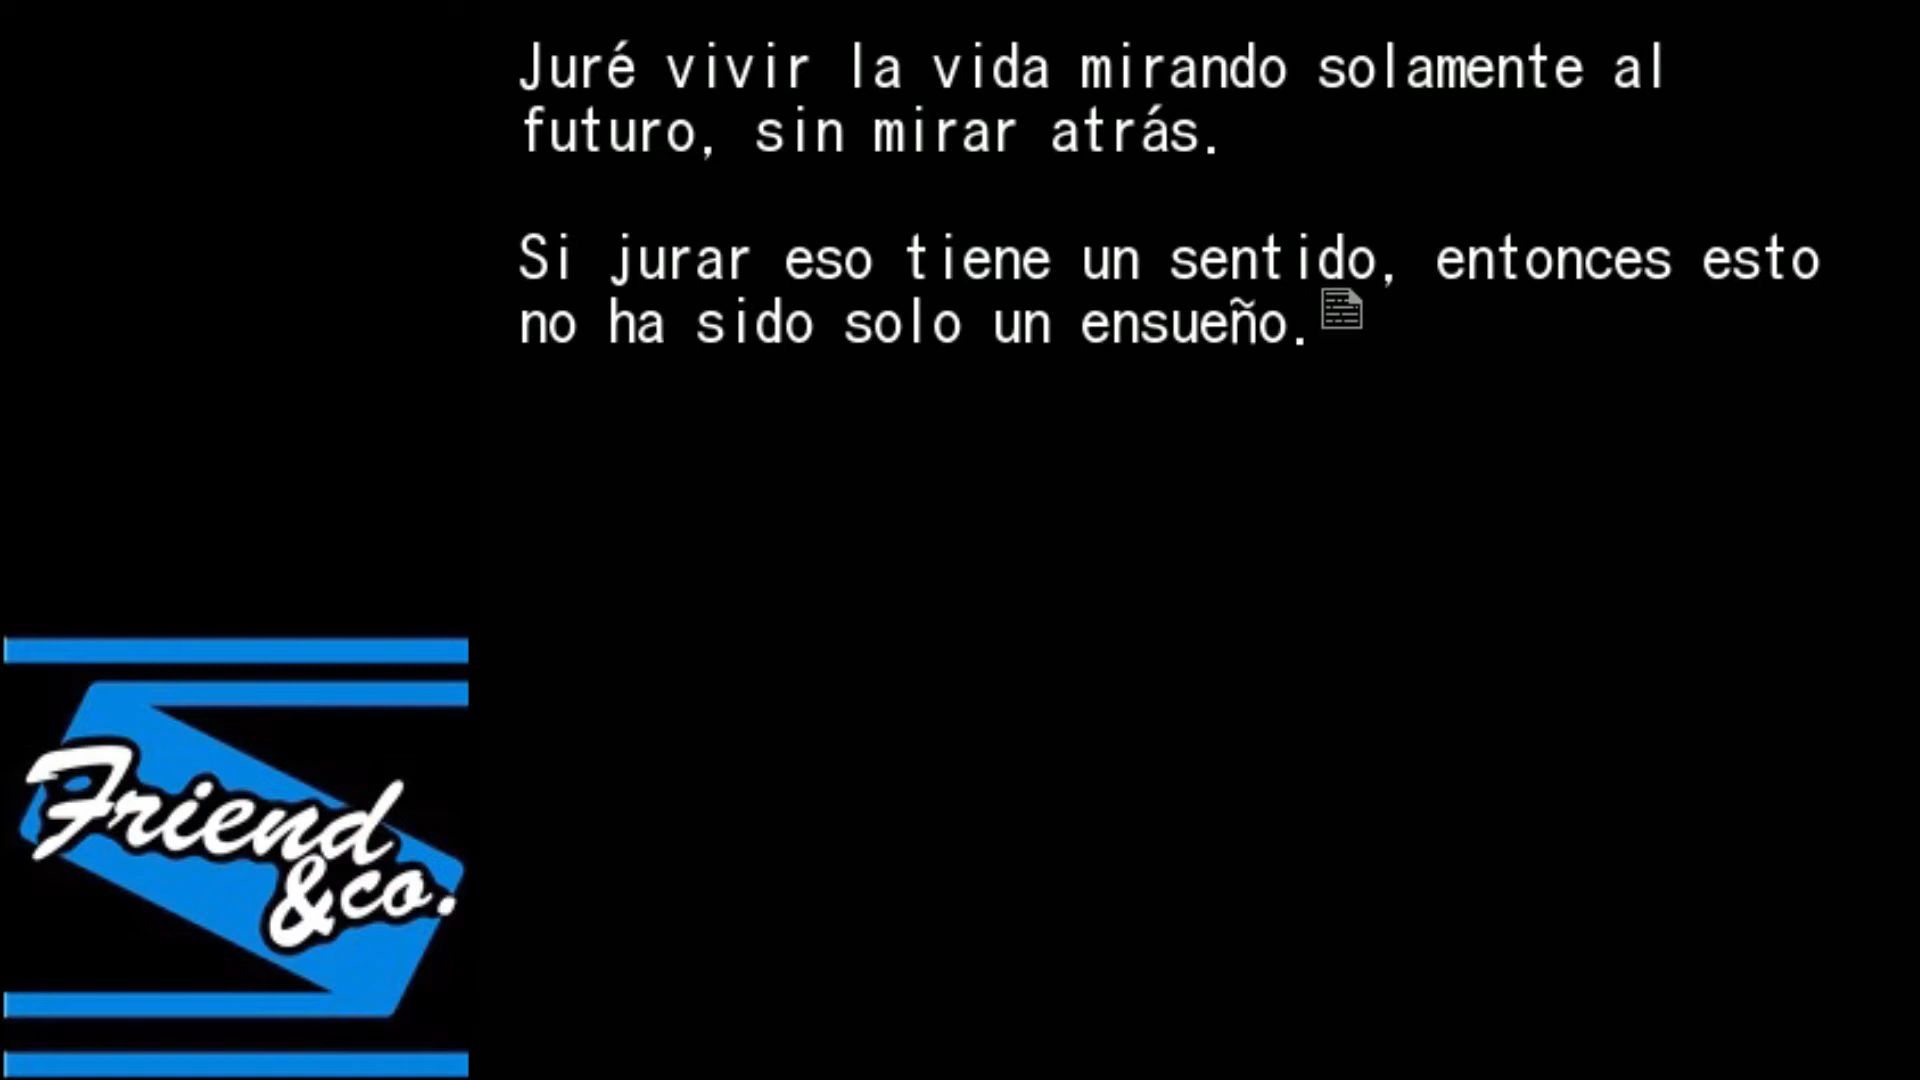 Juré vivir la vida mirando solamente al
futuro, sin mirar atrás.
Si jurar eso tiene un sentido, entonces esto
no ha sido solo un ensueño.
Friend
&co.